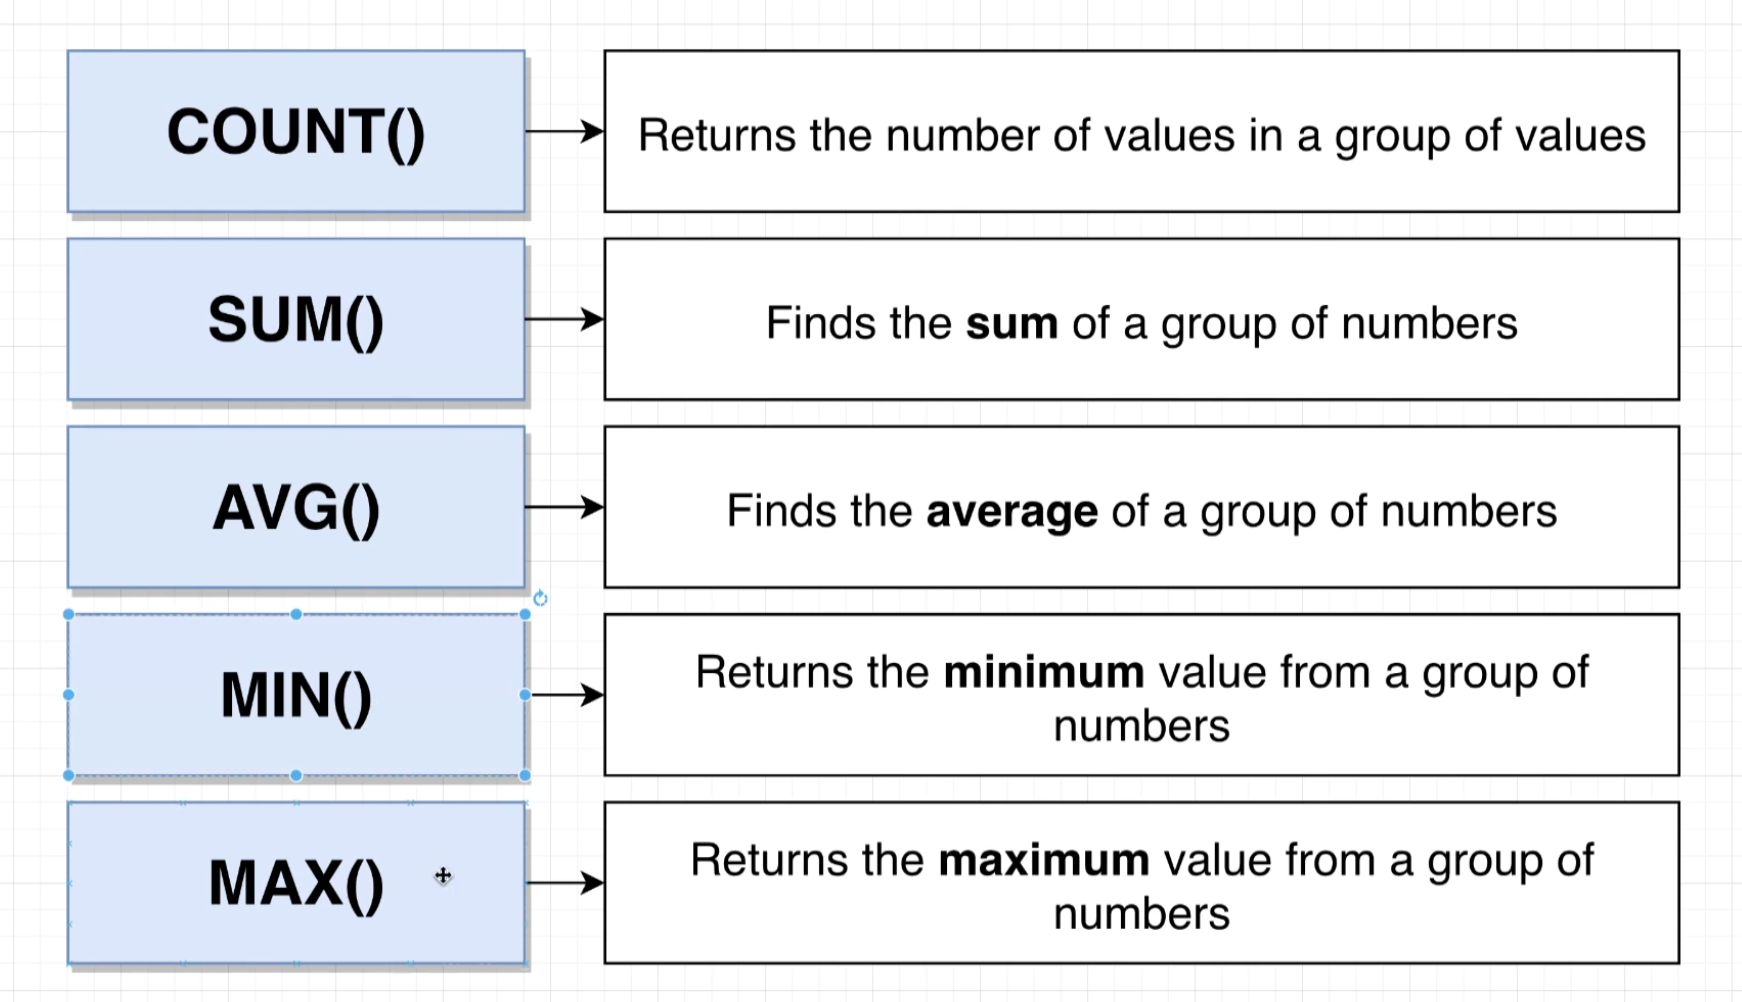 COUNT()
Returns the number of values in a group of values
SUM()
Finds the sum of a group of numbers
AVG()
Finds the average of a group of numbers
MIN()
Returns the minimum value from a group of
numbers
MAX()
Returns the maximum value from a group of
numbers